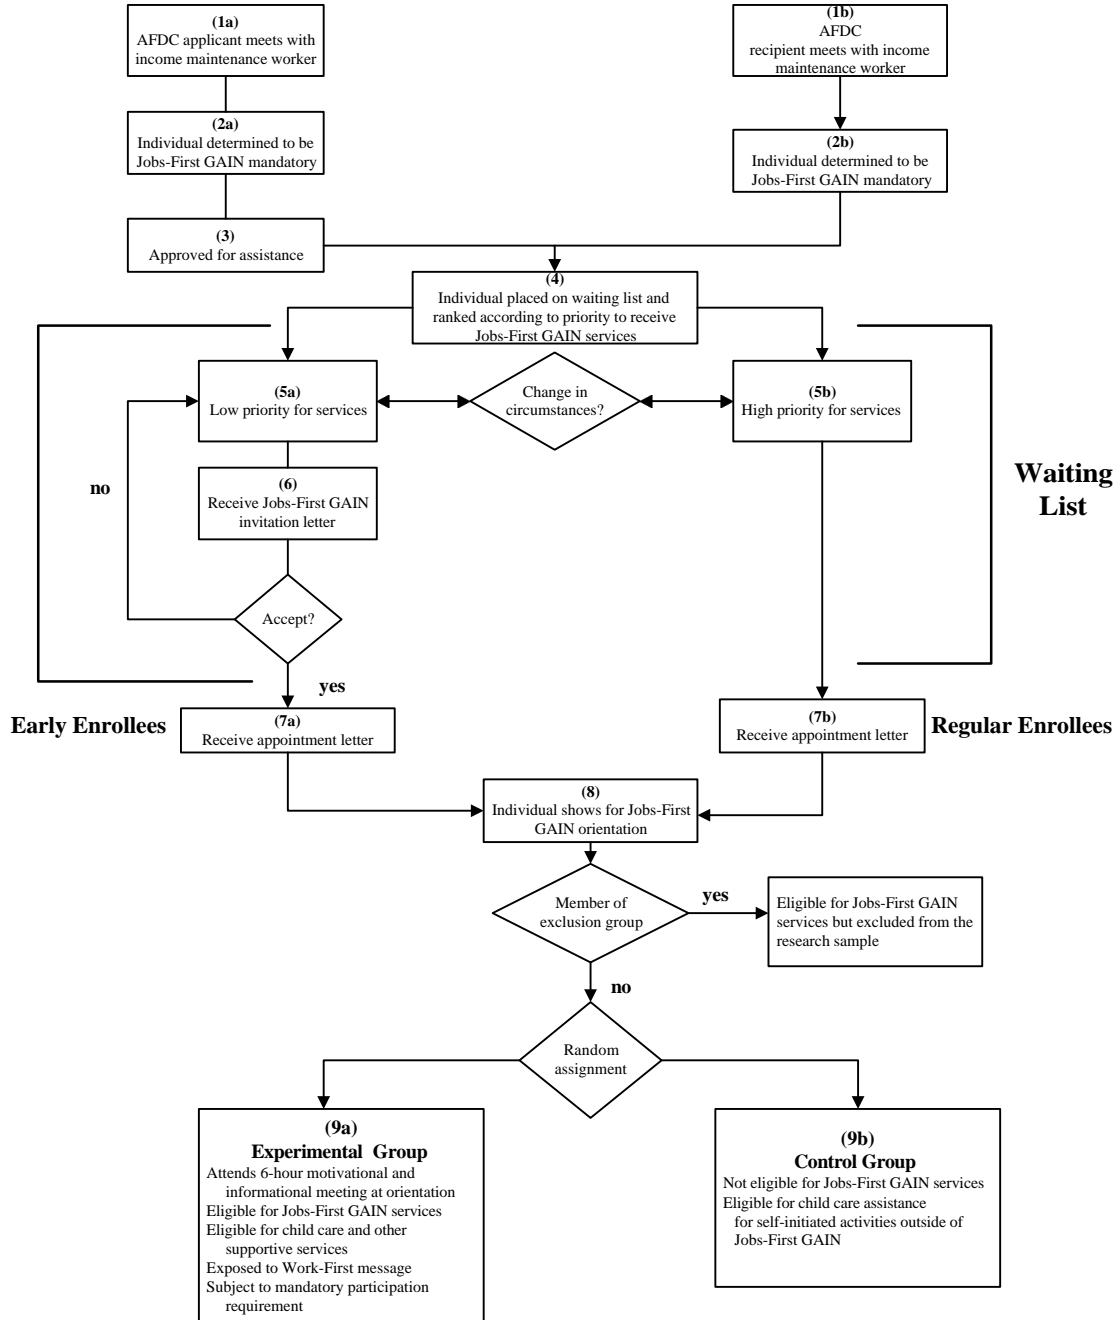 (1a)
AFDC applicant meets with
income maintenance worker
(1b)
AFDC
recipient meets with income
maintenance worker
(2a)
Individual determined to be
Jobs-First GAIN mandatory
(2b)
Individual determined to be
Jobs-First GAIN mandatory
(3)
Approved for assistance
(4)
Individual placed on waiting list and
ranked according to priority to receive
Jobs-First GAIN services
(5a)
Low priority for services
Change in
circumstances?
(5b)
High priority for services
Waiting
List
no
(6)
Receive Jobs-First GAIN
invitation letter
Accept?
yes
Early Enrollees
(7a)
Receive appointment letter
(7b)
Receive appointment letter
Regular Enrollees
(8)
Individual shows for Jobs-First
GAIN orientation
Member of
exclusion group
yes
Eligible for Jobs-First GAIN
services but excluded from the
research sample
no
Random
assignment
(9a)
Experimental Group
Attends 6-hour motivational and
informational meeting at orientation
Eligible for Jobs-First GAIN services
Eligible for child care and other
supportive services
Exposed to Work-First message
Subject to mandatory participation
requirement
(9b)
Control Group
Not eligible for Jobs-First GAIN services
Eligible for child care assistance
for self-initiated activities outside of
Jobs-First GAIN